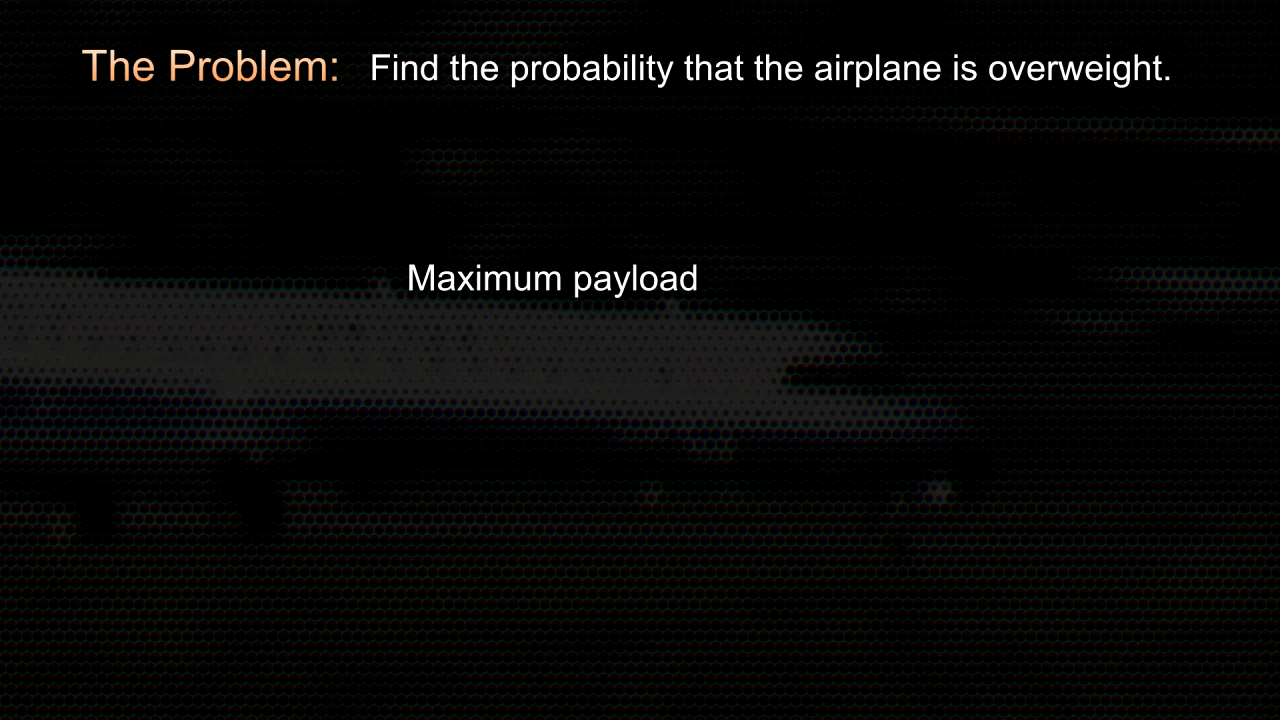 The Problem: Find the probability that the airplane is overweight.
Maximum payload